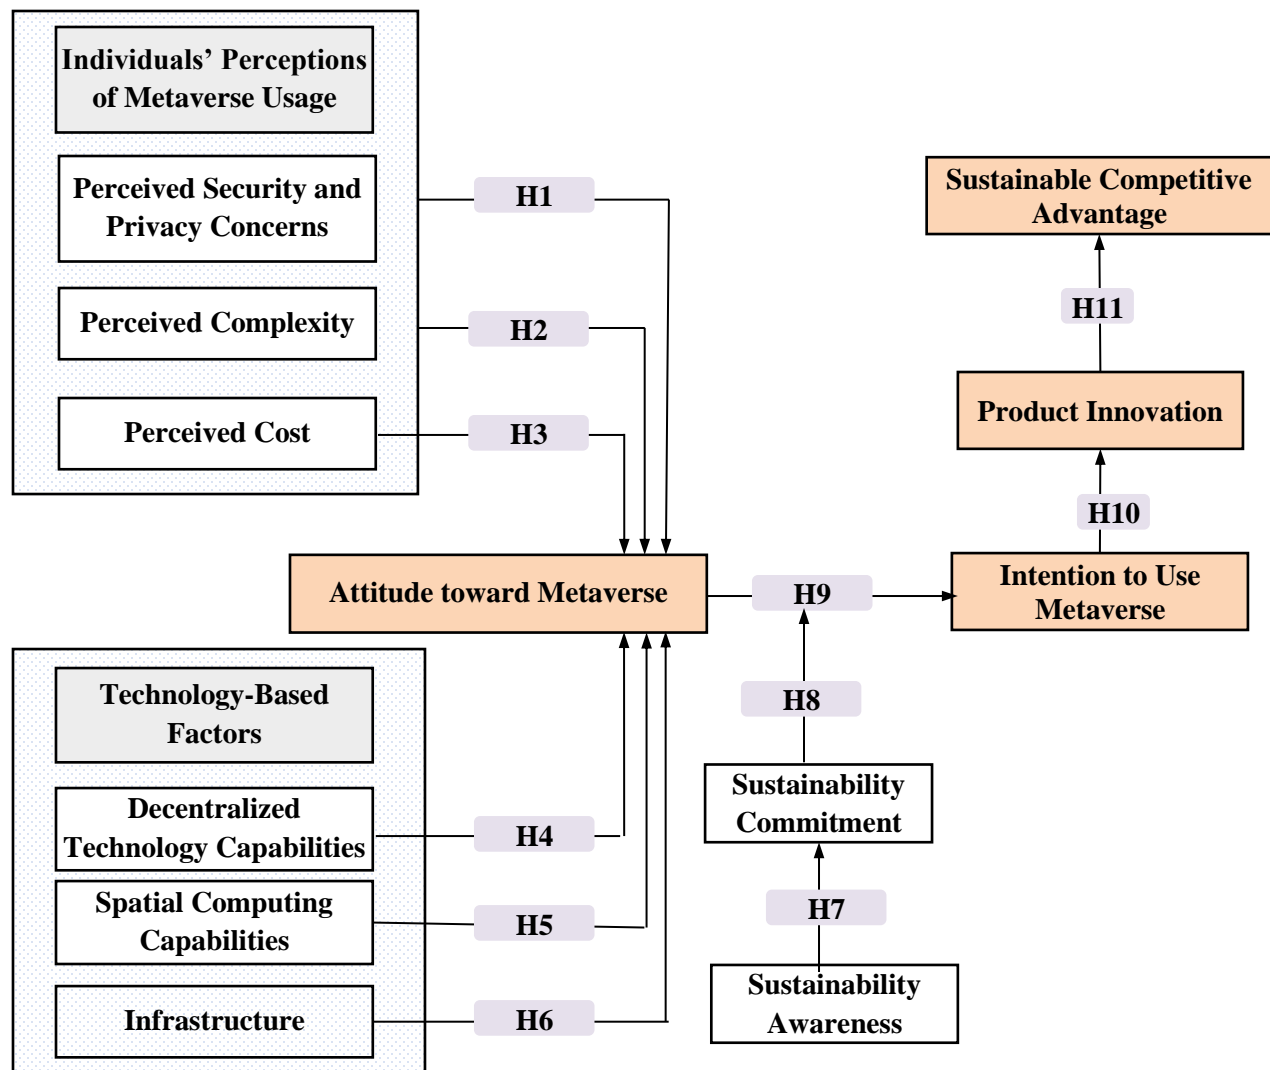 Individuals’ Perceptions
of Metaverse Usage
Perceived Security and
Privacy Concerns
H1
Perceived Complexity
H2
Perceived Cost
H3
Sustainable Competitive
Advantage
H11
Product Innovation
H10
Attitude toward Metaverse
H9
Intention to Use
Metaverse
Technology-Based
Factors
H8
Decentralized
Technology Capabilities
H4
Sustainability
Commitment
Spatial Computing
Capabilities
H5
H7
Infrastructure
H6
Sustainability
Awareness